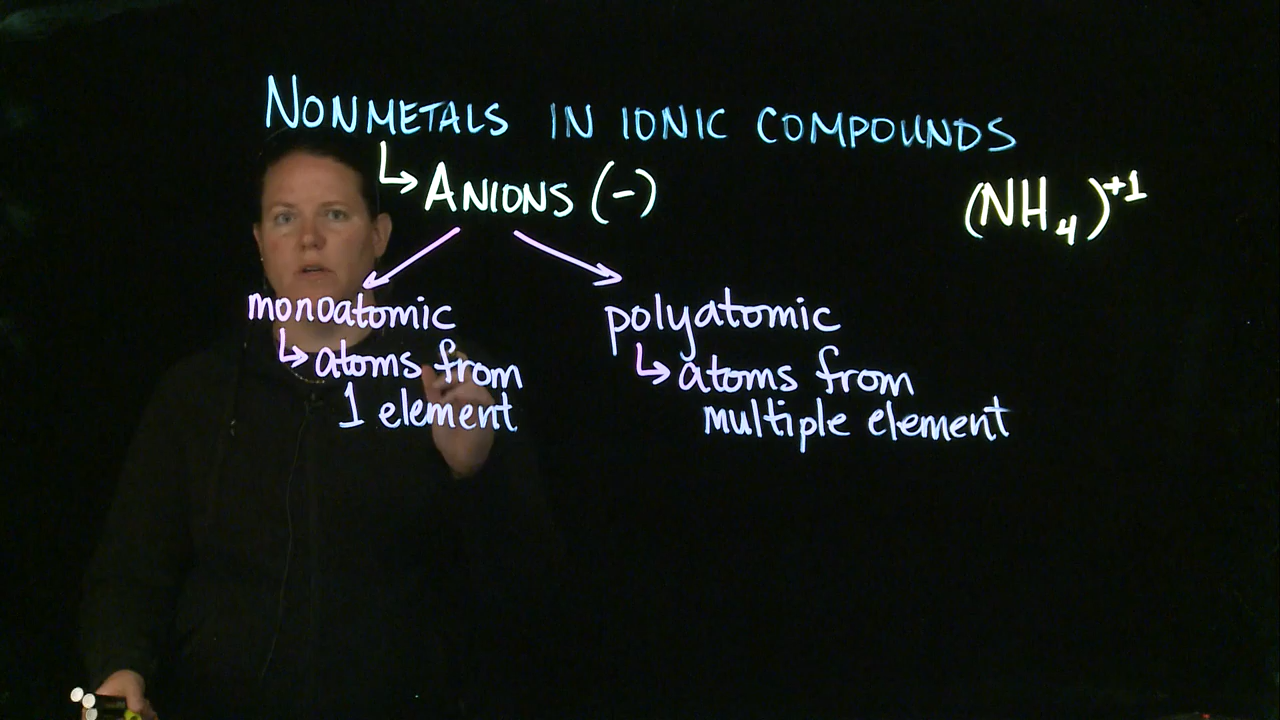 NONMETALS IN IONIC COMPOUNDS
↳ ANIONS (-)
(NH₄)⁺¹
monoatomic
↳ atoms from
1 element
polyatomic
↳ atoms from
multiple element